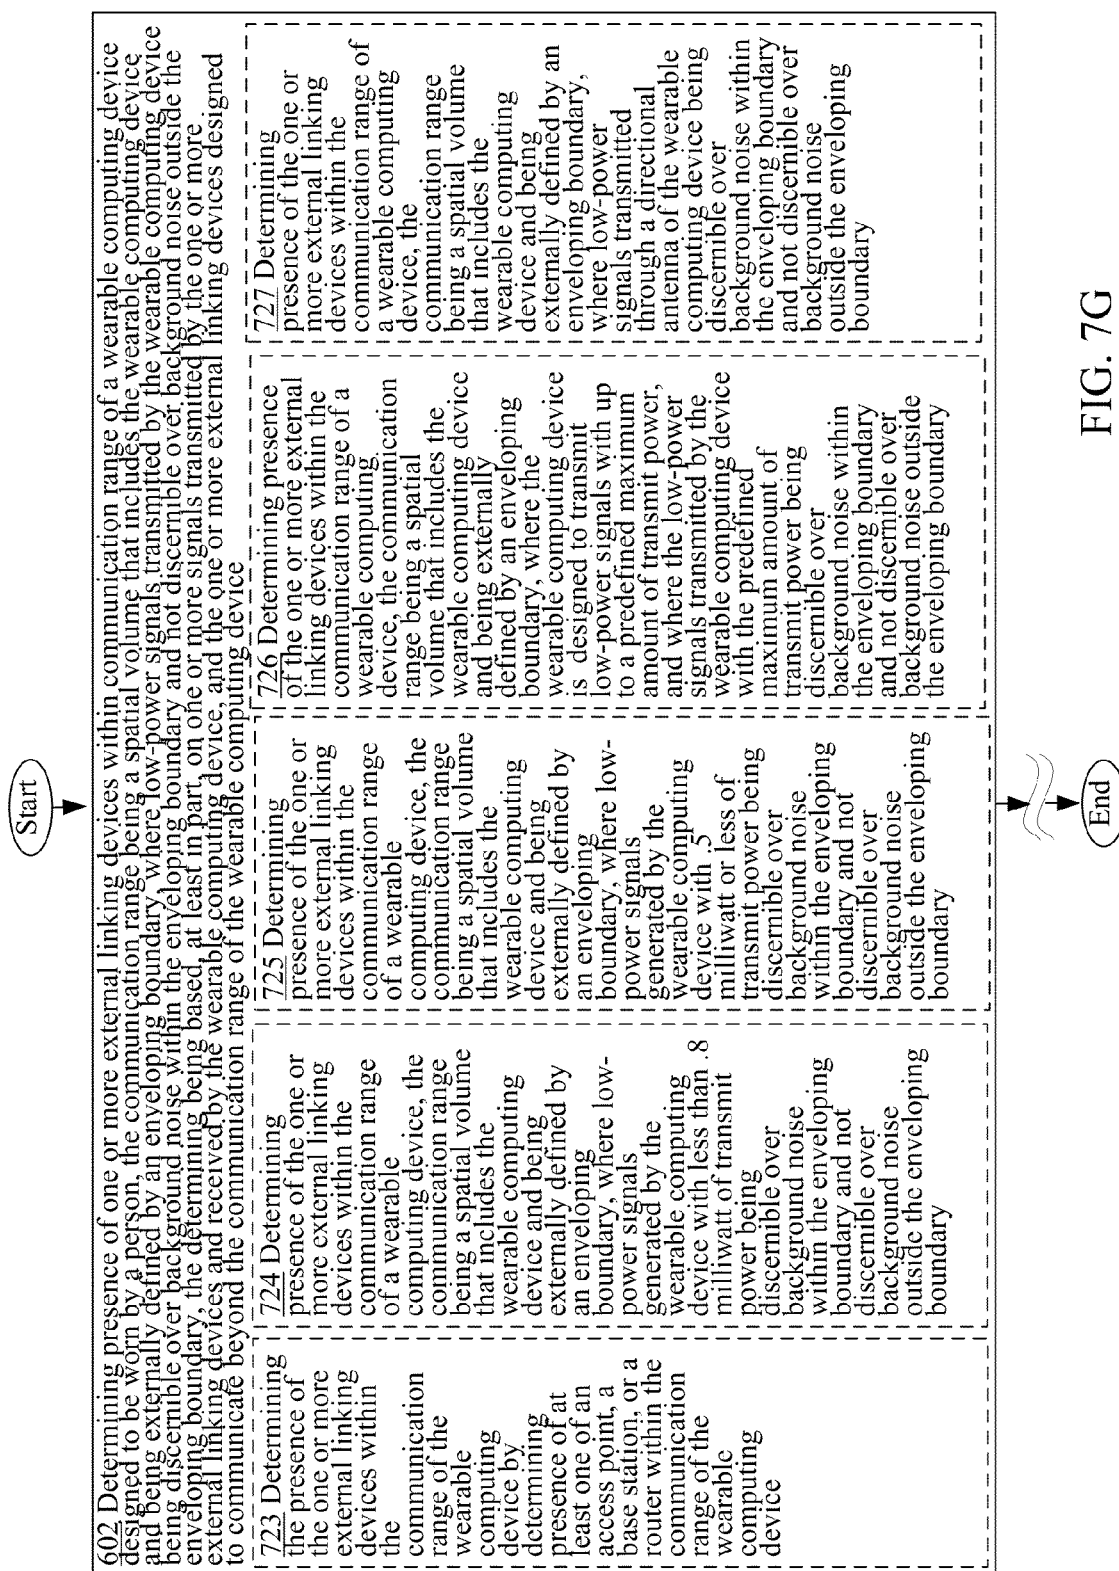 Start
602 Determining presence of one or more external linking devices within communication range of a wearable computing device
designed to be worn by a person, the communication range being a spatial volume that includes the wearable computing device
and being externally defined by an enveloping boundary, where low-power signals transmitted by the wearable computing device
being discernible over background noise within the enveloping boundary and not discernible over background noise outside the
enveloping boundary, the determining being based, at least in part, on one or more signals transmitted by the one or more
external linking devices and received by the wearable computing device, and the one or more external linking devices designed
to communicate beyond the communication range of the wearable computing device
723 Determining
the presence of
the one or more
external linking
devices within
the
communication
range of the
wearable
computing
device by
determining
presence of at
least one of an
access point, a
base station, or a
router within the
communication
range of the
wearable
computing
device
724 Determining
presence of the one or
more external linking
devices within the
communication range
of a wearable
computing device, the
communication range
being a spatial volume
that includes the
wearable computing
device and being
externally defined by
an enveloping
boundary, where low-
power signals
generated by the
wearable computing
device with less than .8
milliwatt of transmit
power being
discernible over
background noise
within the enveloping
boundary and not
discernible over
background noise
outside the enveloping
boundary
725 Determining
presence of the one or
more external linking
devices within the
communication range
of a wearable
computing device, the
communication range
being a spatial volume
that includes the
wearable computing
device and being
externally defined by
an enveloping
boundary, where low-
power signals
generated by the
wearable computing
device with .5
milliwatt or less of
transmit power being
discernible over
background noise
within the enveloping
boundary and not
discernible over
background noise
outside the enveloping
boundary
726 Determining presence
of the one or more external
linking devices within the
communication range of a
wearable computing
device, the communication
range being a spatial
volume that includes the
wearable computing device
and being externally
defined by an enveloping
boundary, where the
wearable computing device
is designed to transmit
low-power signals with up
to a predefined maximum
amount of transmit power,
and where the low-power
signals transmitted by the
wearable computing device
with the predefined
maximum amount of
transmit power being
discernible over
background noise within
the enveloping boundary
and not discernible over
background noise outside
the enveloping boundary
727 Determining
presence of the one or
more external linking
devices within the
communication range of
a wearable computing
device, the
communication range
being a spatial volume
that includes the
wearable computing
device and being
externally defined by an
enveloping boundary,
where low-power
signals transmitted
through a directional
antenna of the wearable
computing device being
discernible over
background noise within
the enveloping boundary
and not discernible over
background noise
outside the enveloping
boundary
End
FIG. 7G